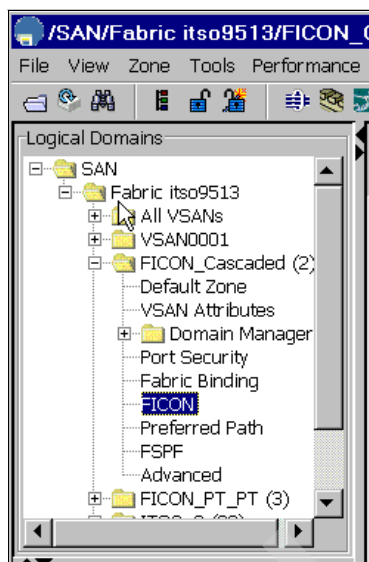 /SAN/Fabric itso9513/FICON_
File View Zone Tools Performance
Logical Domains
SAN
Fabric itso9513
All VSANs
VSAN0001
FICON_Cascaded (2)
Default Zone
VSAN Attributes
Domain Manager
Port Security
Fabric Binding
FICON
Preferred Path
FSPF
Advanced
FICON_PT_PT (3)